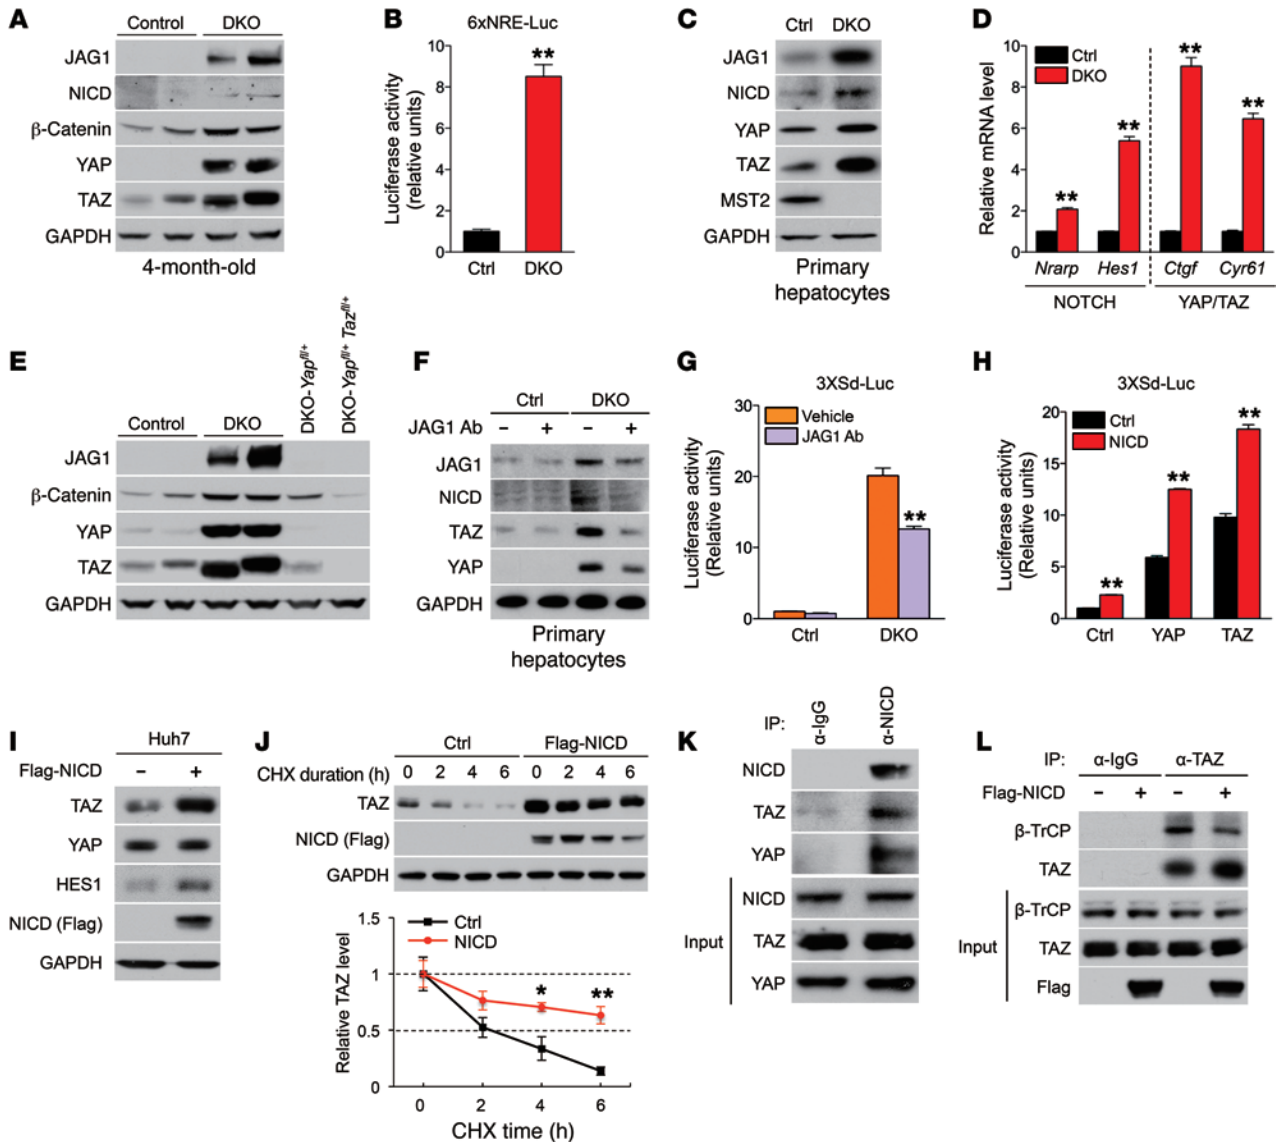 A
Control DKO
JAG1
NICD
β-Catenin
YAP
TAZ
GAPDH
4-month-old
B
6xNRE-Luc
Luciferase activity
(relative units)
10
8
6
4
2
0
**
Ctrl DKO
C
Ctrl DKO
JAG1
NICD
YAP
TAZ
MST2
GAPDH
Primary
hepatocytes
D
Relative mRNA level
10
8
6
4
2
0
Ctrl
DKO
** ** ** **
Nrarp Hes1 Ctgf Cyr61
NOTCH YAP/TAZ
E
Control DKO DKO-Yapfl/+ DKO-Yapfl/+ Tazfl/+
JAG1
β-Catenin
YAP
TAZ
GAPDH
F
Ctrl DKO
JAG1 Ab − + − +
JAG1
NICD
TAZ
YAP
GAPDH
Primary
hepatocytes
G
3XSd-Luc
Luciferase activity
(Relative units)
30
20
10
0
Vehicle
JAG1 Ab
**
Ctrl DKO
H
3XSd-Luc
Luciferase activity
(Relative units)
20
15
10
5
0
Ctrl
NICD
** ** **
Ctrl YAP TAZ
I
Huh7
Flag-NICD − +
TAZ
YAP
HES1
NICD (Flag)
GAPDH
J
Ctrl Flag-NICD
CHX duration (h) 0 2 4 6 0 2 4 6
TAZ
NICD (Flag)
GAPDH
Relative TAZ level
1.5
1
0.5
0
Ctrl
NICD
* **
0 2 4 6
CHX time (h)
K
IP: α-IgG α-NICD
NICD
TAZ
YAP
Input
NICD
TAZ
YAP
L
IP: α-IgG α-TAZ
Flag-NICD − + − +
β-TrCP
TAZ
Input
β-TrCP
TAZ
Flag